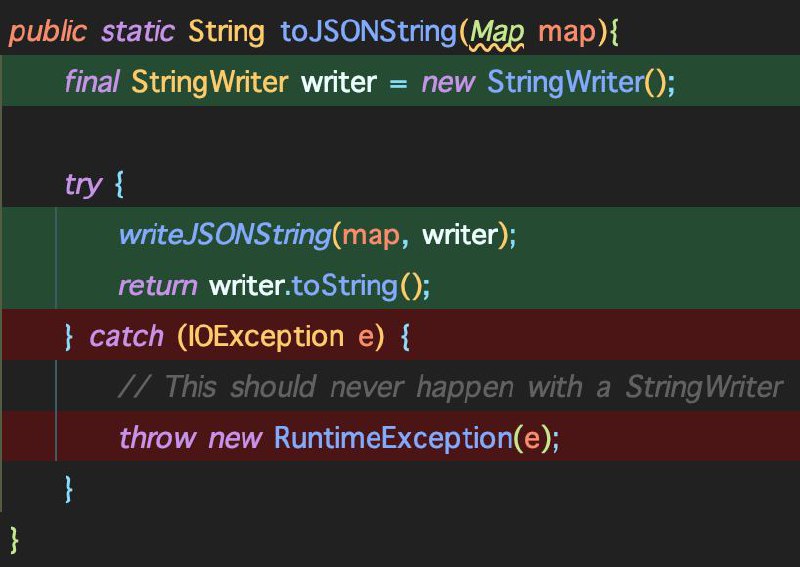 public static String toJSONString(Map map){
final StringWriter writer = new StringWriter();
try {
writeJSONString(map, writer);
return writer.toString();
} catch (IOException e) {
// This should never happen with a StringWriter
throw new RuntimeException(e);
}
}